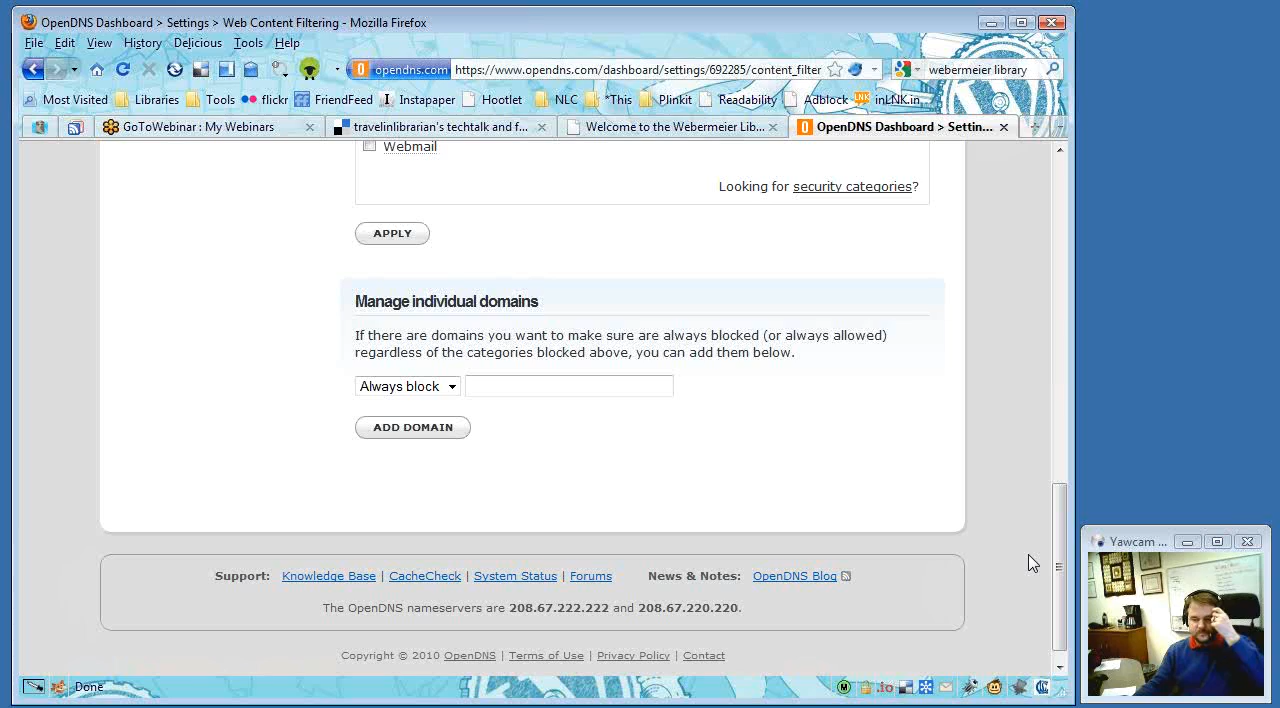 OpenDNS Dashboard > Settings > Web Content Filtering - Mozilla Firefox
File Edit View History Delicious Tools Help
opendns.com https://www.opendns.com/dashboard/settings/692285/content_filter webermeier library
Most Visited Libraries Tools flickr FriendFeed Instapaper Hootlet NLC *This Plinkit Readability Adblock LNK inLNK.in
GoToWebinar : My Webinars travelinlibrarian's techtalk and f... Welcome to the Webermeier Lib... OpenDNS Dashboard > Settin...
Webmail
Looking for security categories?
APPLY
Manage individual domains
If there are domains you want to make sure are always blocked (or always allowed)
regardless of the categories blocked above, you can add them below.
Always block
ADD DOMAIN
Support: Knowledge Base | CacheCheck | System Status | Forums News & Notes: OpenDNS Blog
The OpenDNS nameservers are 208.67.222.222 and 208.67.220.220.
Copyright © 2010 OpenDNS | Terms of Use | Privacy Policy | Contact
Yawcam ...
Done
.io